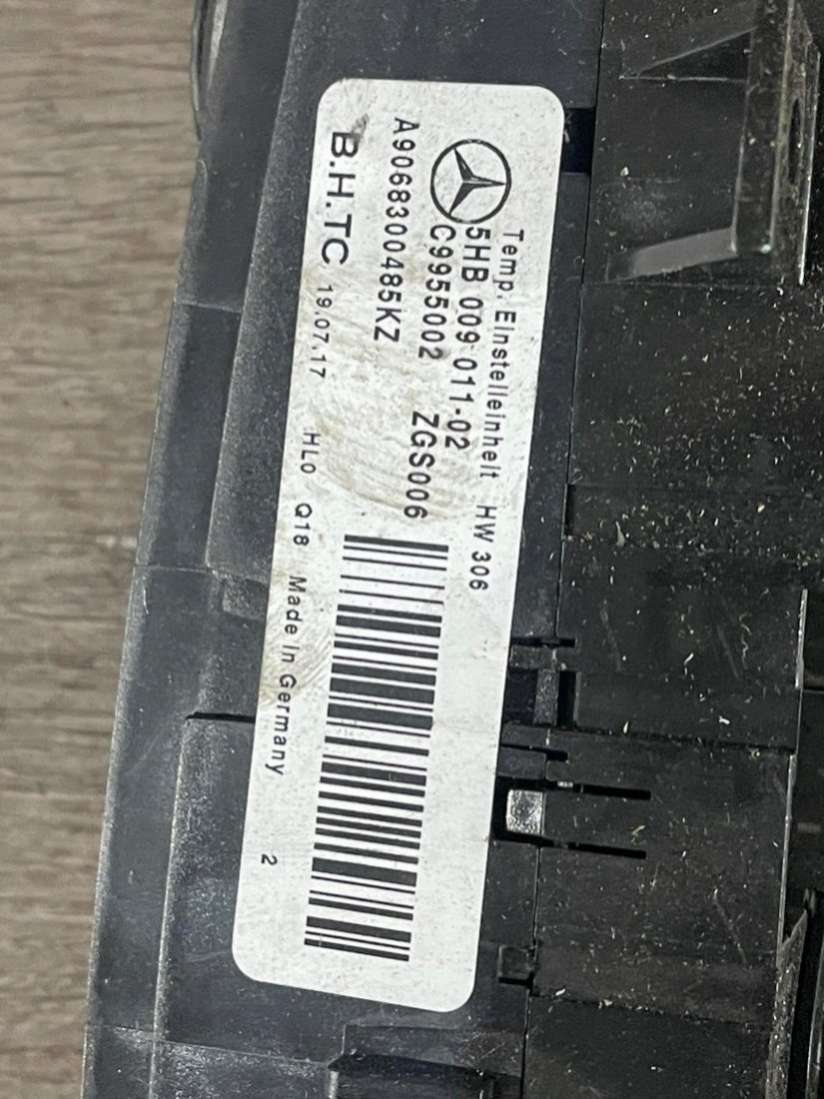 Temp. Einstelleinheit HW 306
5HB 009 011-02
C9955002 ZGS006
A9068300485KZ
B.H.TC 19.07.17 HL0 Q18 Made in Germany 2